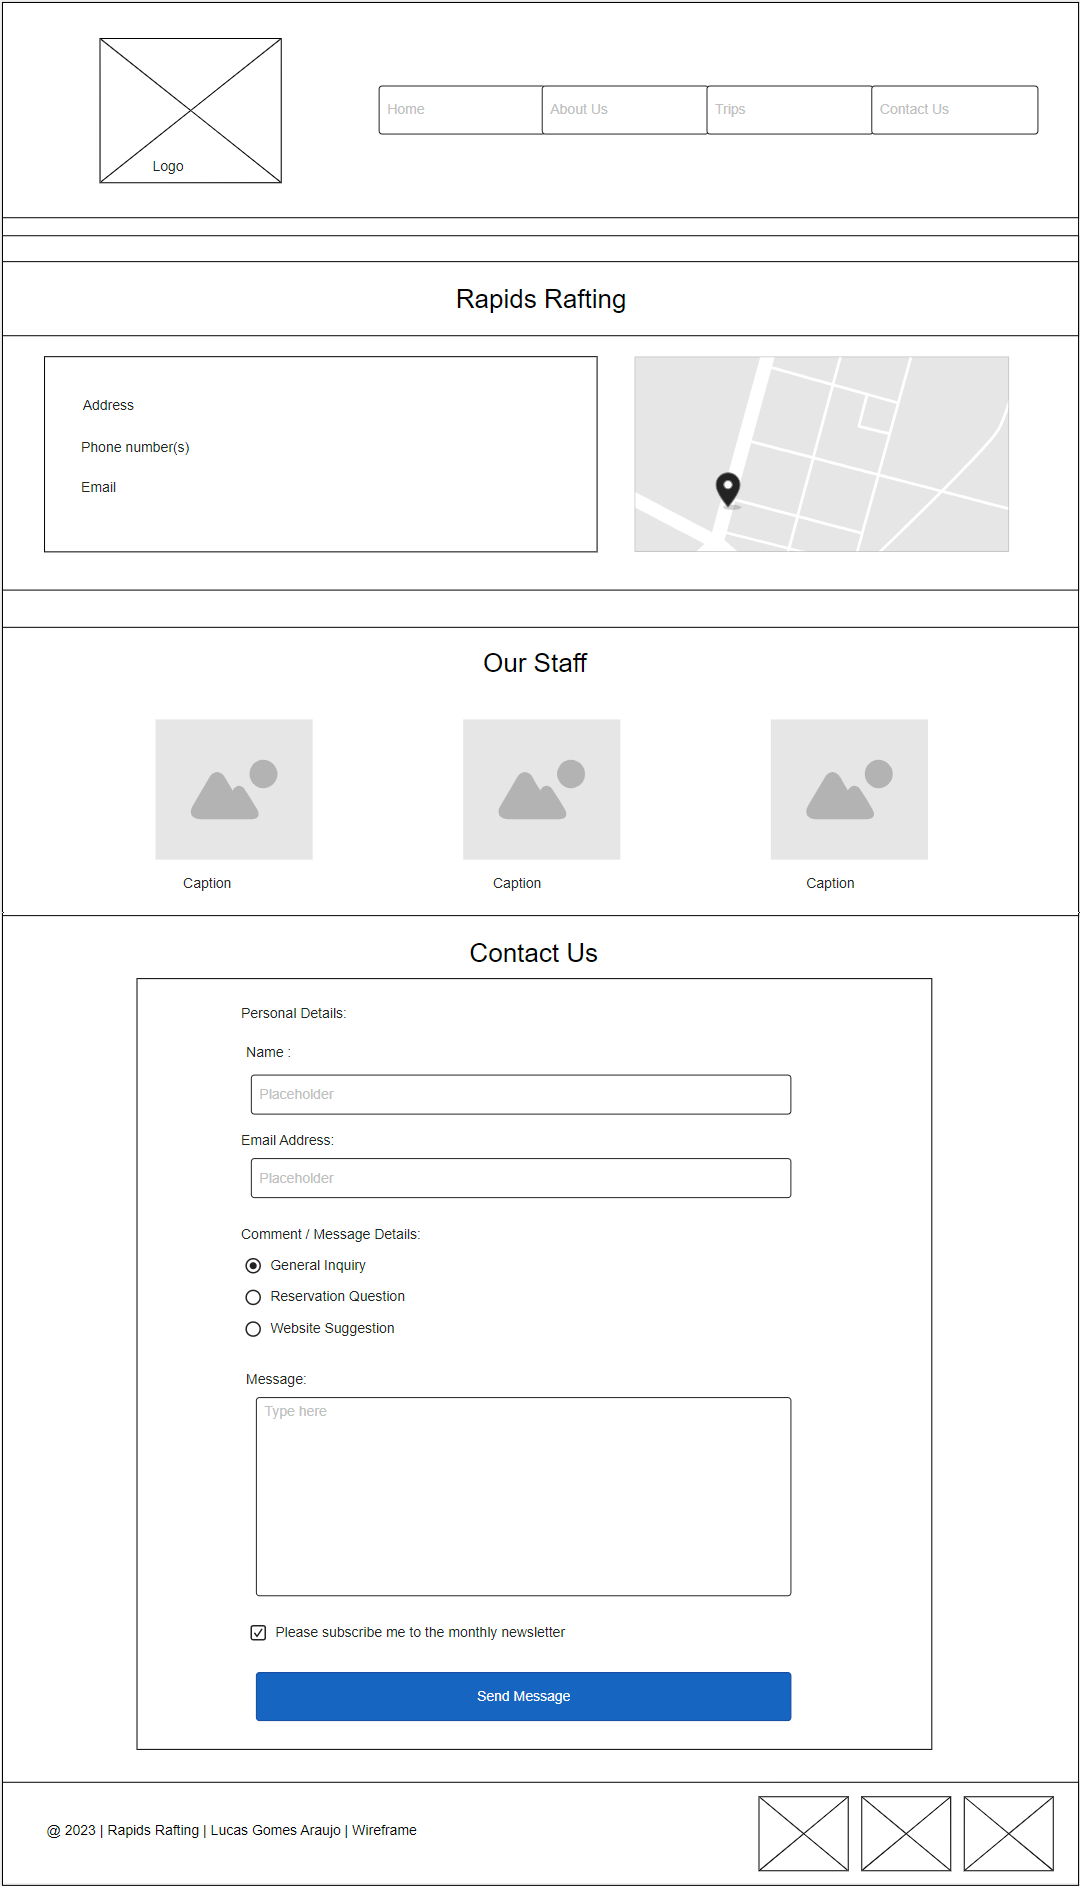 Logo
Home
About Us
Trips
Contact Us
Rapids Rafting
Address
Phone number(s)
Email
Our Staff
Caption
Caption
Caption
Contact Us
Personal Details:
Name :
Placeholder
Email Address:
Placeholder
Comment / Message Details:
General Inquiry
Reservation Question
Website Suggestion
Message:
Type here
Please subscribe me to the monthly newsletter
Send Message
@ 2023 | Rapids Rafting | Lucas Gomes Araujo | Wireframe